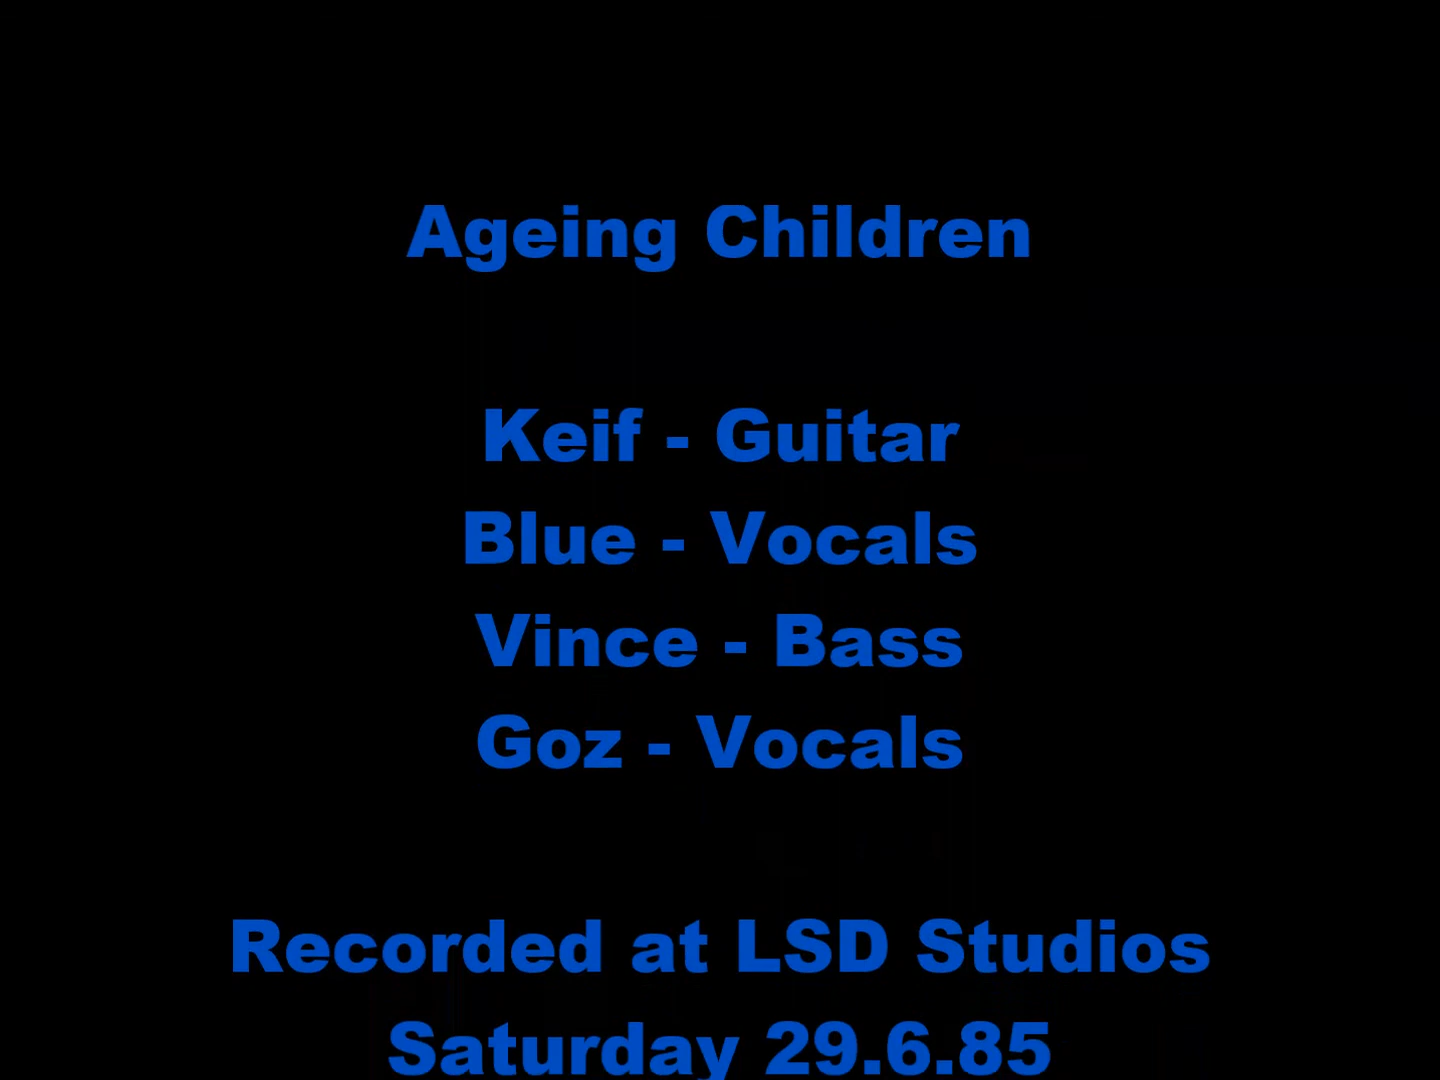 Ageing Children
Keif - Guitar
Blue - Vocals
Vince - Bass
Goz - Vocals
Recorded at LSD Studios
Saturday 29.6.85